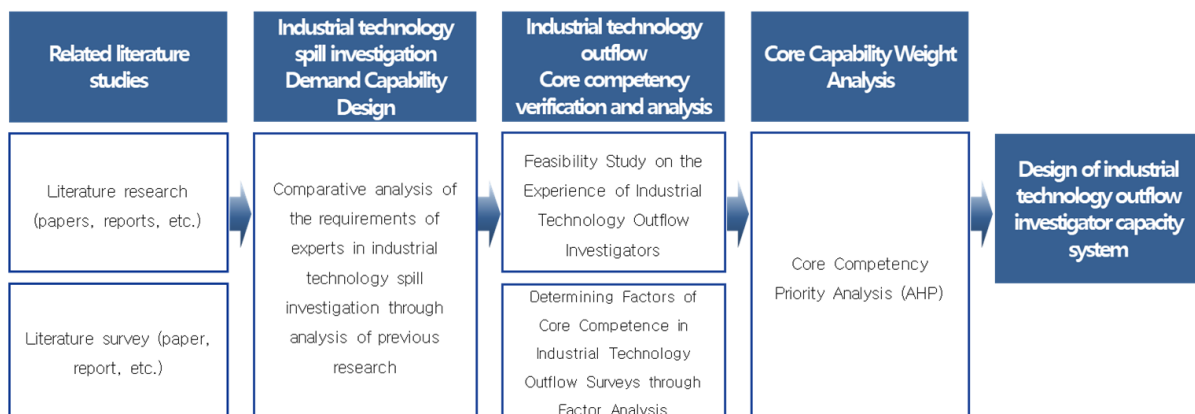 Related literature
studies
Literature research
(papers, reports, etc.)
Literature survey (paper,
report, etc.)
Industrial technology
spill investigation
Demand Capability
Design
Comparative analysis of
the requirements of
experts in industrial
technology spill
investigation through
analysis of previous
research
Industrial technology
outflow
Core competency
verification and analysis
Feasibility Study on the
Experience of Industrial
Technology Outflow
Investigators
Determining Factors of
Core Competence in
Industrial Technology
Outflow Surveys through
Factor Analysis
Core Capability Weight
Analysis
Core Competency
Priority Analysis (AHP)
Design of industrial
technology outflow
investigator capacity
system